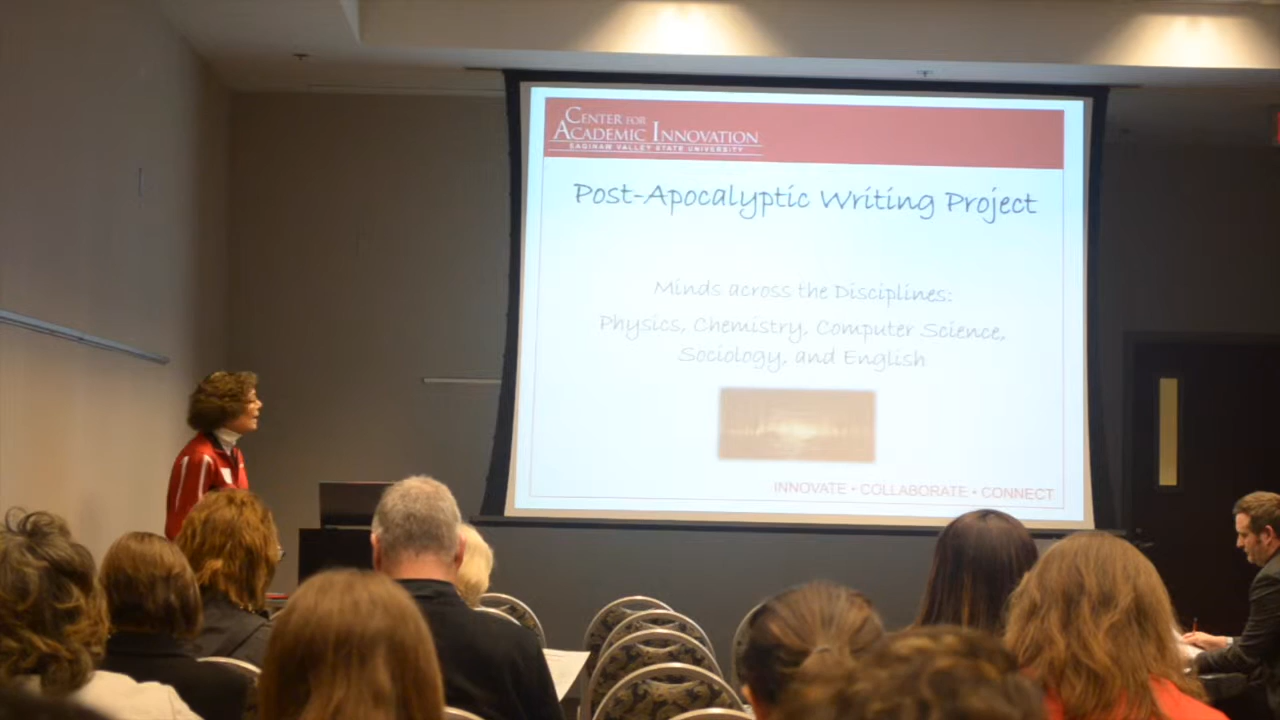 CENTER FOR
ACADEMIC INNOVATION
SAGINAW VALLEY STATE UNIVERSITY
Post-Apocalyptic Writing Project
Minds across the Disciplines:
Physics, Chemistry, Computer Science,
Sociology, and English
INNOVATE • COLLABORATE • CONNECT